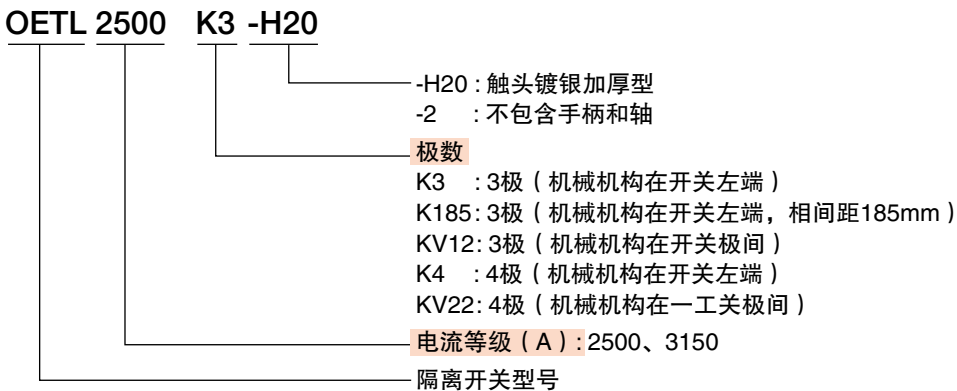 OETL 2500 K3 -H20
-H20 : 触头镀银加厚型
-2 : 不包含手柄和轴
极数
K3 : 3极（机械机构在开关左端）
K185: 3极（机械机构在开关左端，相间距185mm）
KV12: 3极（机械机构在开关极间）
K4 : 4极（机械机构在开关左端）
KV22: 4极（机械机构在一工关极间）
电流等级（A）: 2500、3150
隔离开关型号